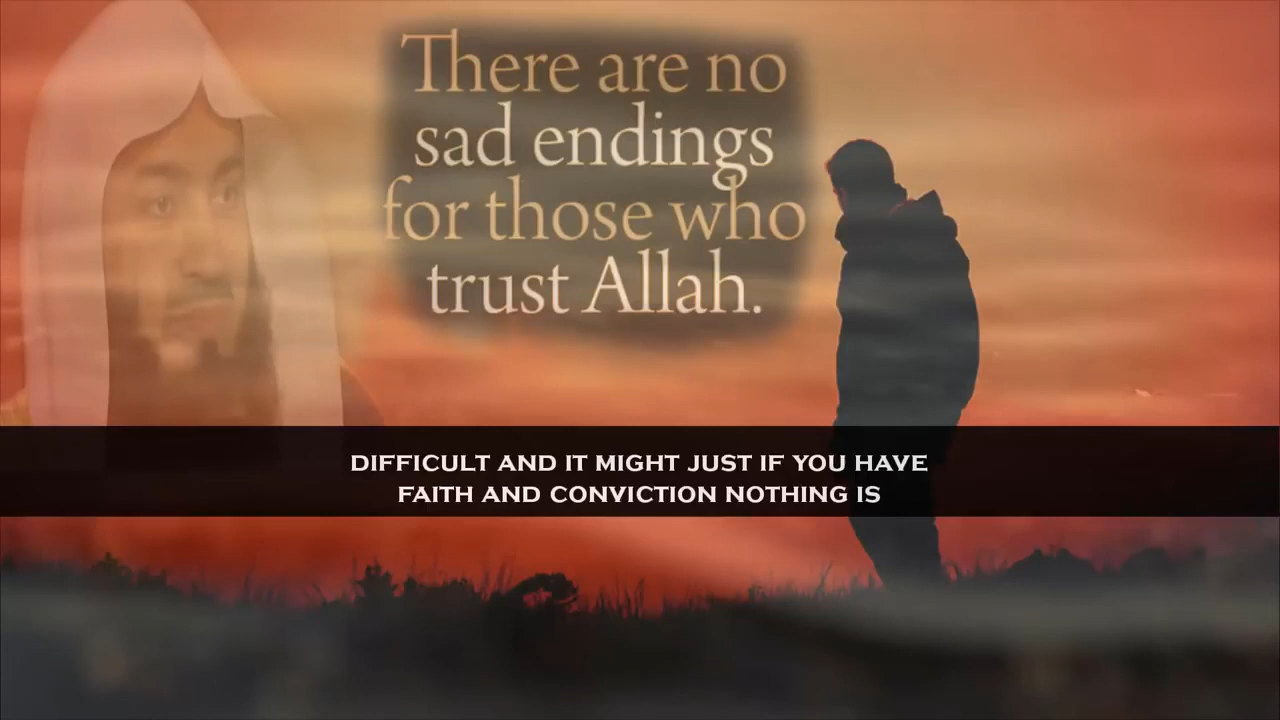 There are no
sad endings
for those who
trust Allah.
DIFFICULT AND IT MIGHT JUST IF YOU HAVE
FAITH AND CONVICTION NOTHING IS